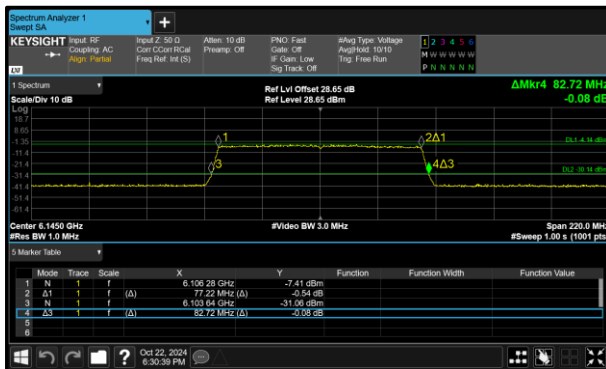 Spectrum Analyzer 1
Swept SA
KEYSIGHT Input: RF Input Z: 50 Ω Atten: 10 dB PNO: Fast #Avg Type: Voltage 1 2 3 4 5 6
Coupling: AC Corr CCorr RCal Preamp: Off Gate: Off Avg|Hold: 10/10 M W W W W W
Align: Partial Freq Ref: Int (S) IF Gain: Low Trig: Free Run P N N N N N
Sig Track: Off
LXI
1 Spectrum Ref Lvl Offset 28.65 dB ΔMkr4 82.72 MHz
Scale/Div 10 dB Ref Level 28.65 dBm -0.08 dB
Log
18.7
8.65
-1.35 1 2Δ1 DL1 -4.14 dBm
-11.4
-21.4 3 4Δ3
-31.4 DL2 -30.14 dBm
-41.4
-51.4
-61.4
Center 6.1450 GHz #Video BW 3.0 MHz Span 220.0 MHz
#Res BW 1.0 MHz #Sweep 1.00 s (1001 pts)
5 Marker Table
Mode Trace Scale X Y Function Function Width Function Value
1 N 1 f 6.106 28 GHz -7.41 dBm
2 Δ1 1 f (Δ) 77.22 MHz (Δ) -0.54 dB
3 N 1 f 6.103 64 GHz -31.06 dBm
4 Δ3 1 f (Δ) 82.72 MHz (Δ) -0.08 dB
5
6
? Oct 22, 2024
6:30:39 PM